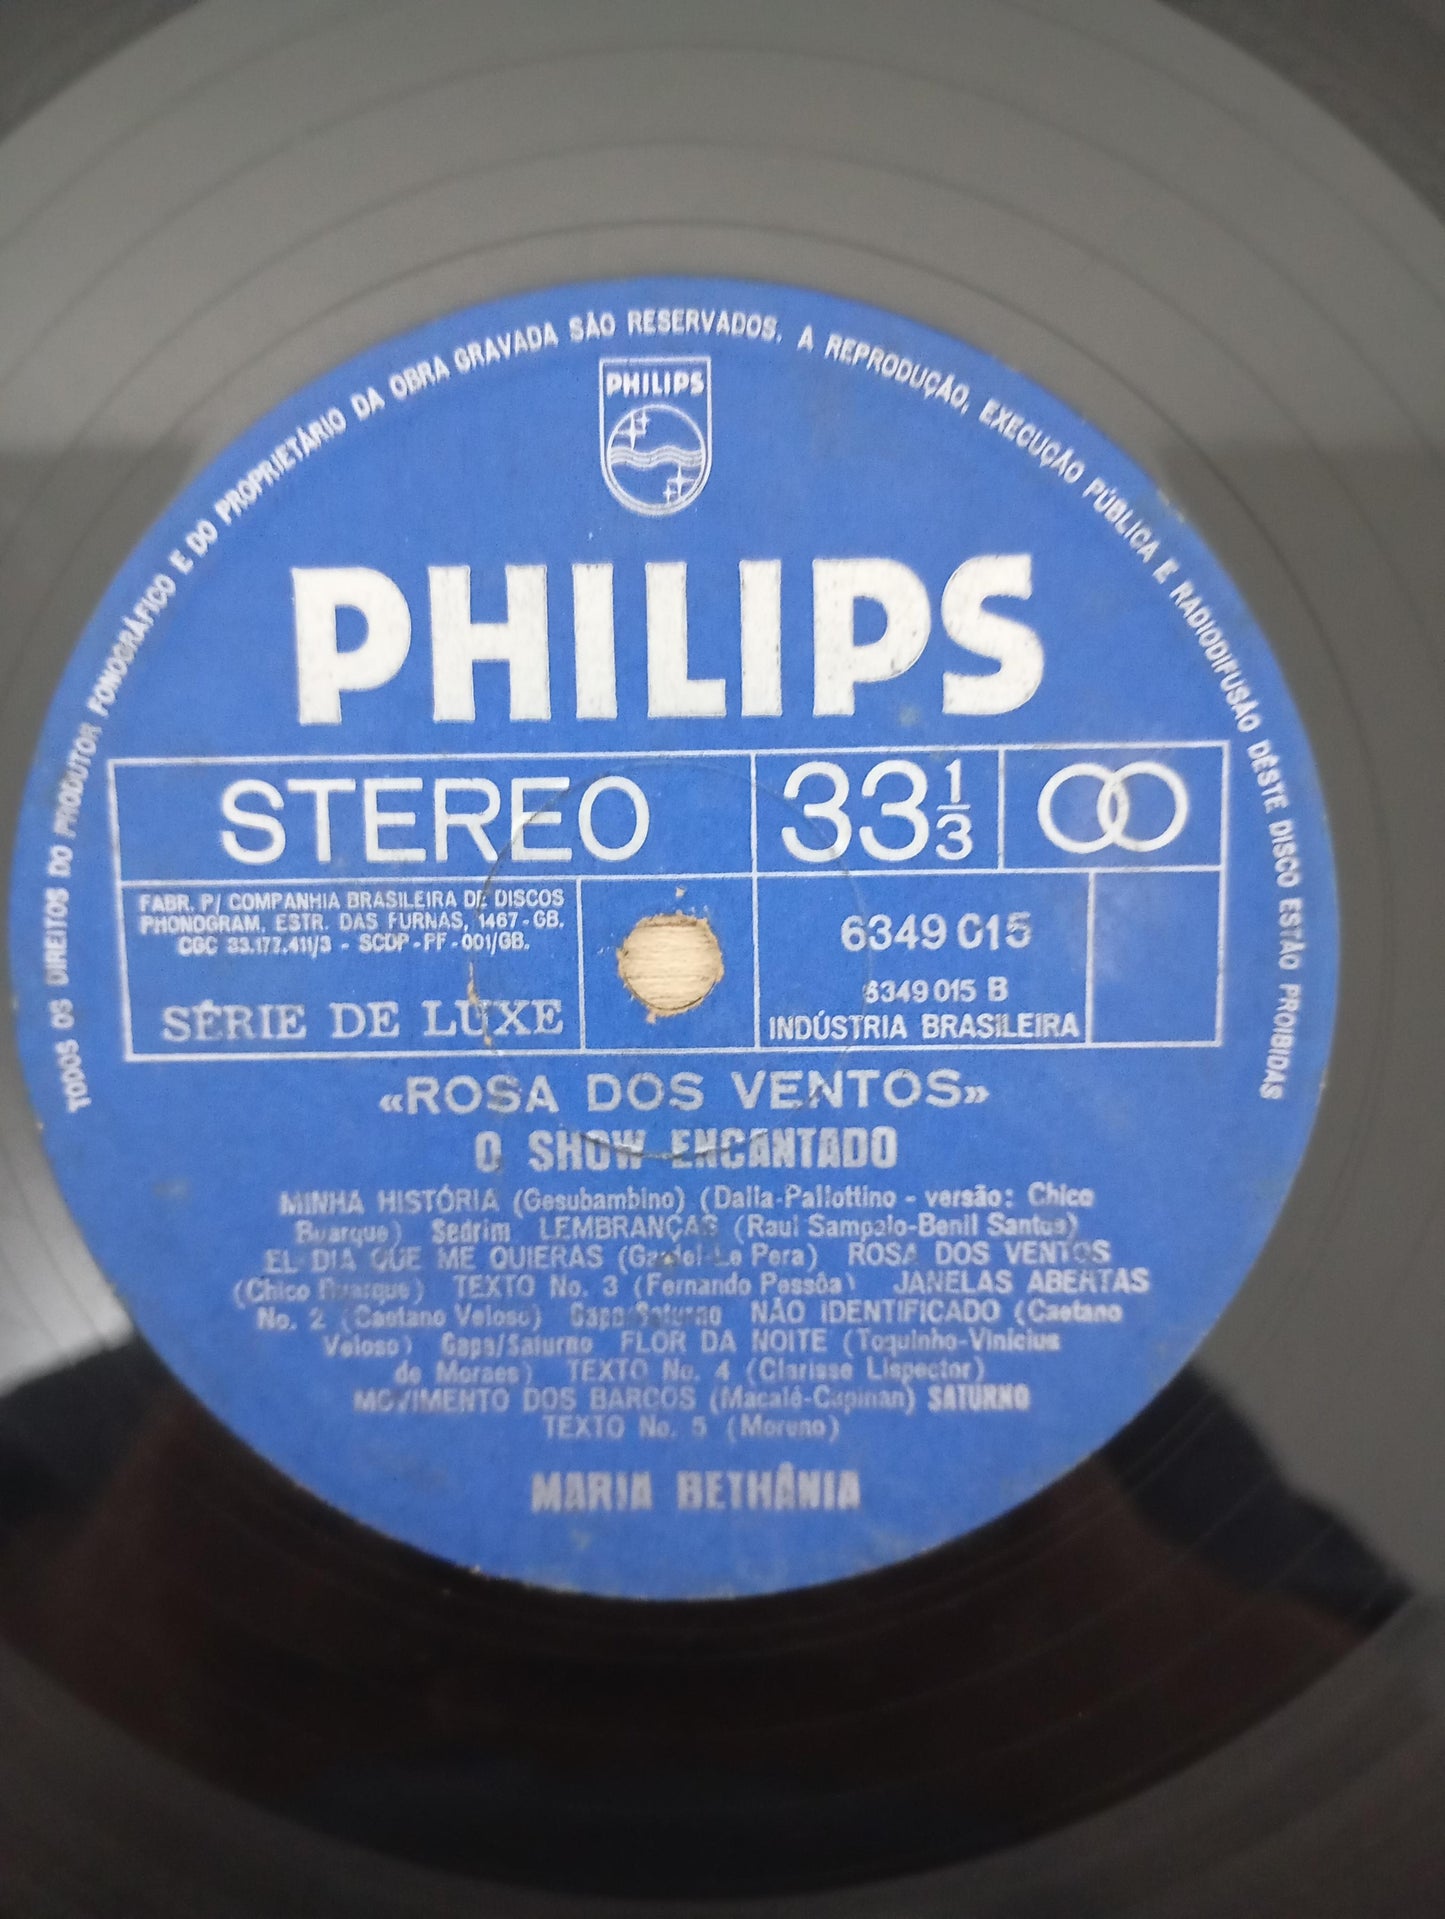 TODOS OS DIREITOS DO PRODUTOR FONOGRÁFICO E DO PROPRIETÁRIO DA OBRA GRAVADA SÃO RESERVADOS. A REPRODUÇÃO, EXECUÇÃO PÚBLICA E RADIODIFUSÃO DÊSTE DISCO ESTÃO PROIBIDAS
PHILIPS
PHILIPS
STEREO 33 1/3
FABR. P/ COMPANHIA BRASILEIRA DE DISCOS
PHONOGRAM, ESTR. DAS FURNAS, 1467-GB.
CGC 33.177.411/3 - SCDP-PF-001/GB.
SÉRIE DE LUXE
6349 015
6349 015 B
INDÚSTRIA BRASILEIRA
«ROSA DOS VENTOS»
O SHOW ENCANTADO
MINHA HISTÓRIA (Gesubambino) (Dalla-Pallottino - versão: Chico
Buarque) Sedrim LEMBRANÇAS (Raul Sampaio-Benil Santos)
EL DIA QUE ME QUIERAS (Gardel-Le Pera) ROSA DOS VENTOS
(Chico Buarque) TEXTO No. 3 (Fernando Pessôa) JANELAS ABERTAS
No. 2 (Caetano Veloso) Gapa/Saturno NÃO IDENTIFICADO (Caetano
Veloso) Gapa/Saturno FLOR DA NOITE (Toquinho-Vinicius
de Moraes) TEXTO No. 4 (Clarisse Lispector)
MOVIMENTO DOS BARCOS (Macalé-Capinan) SATURNO
TEXTO No. 5 (Moreno)
MARIA BETHÂNIA